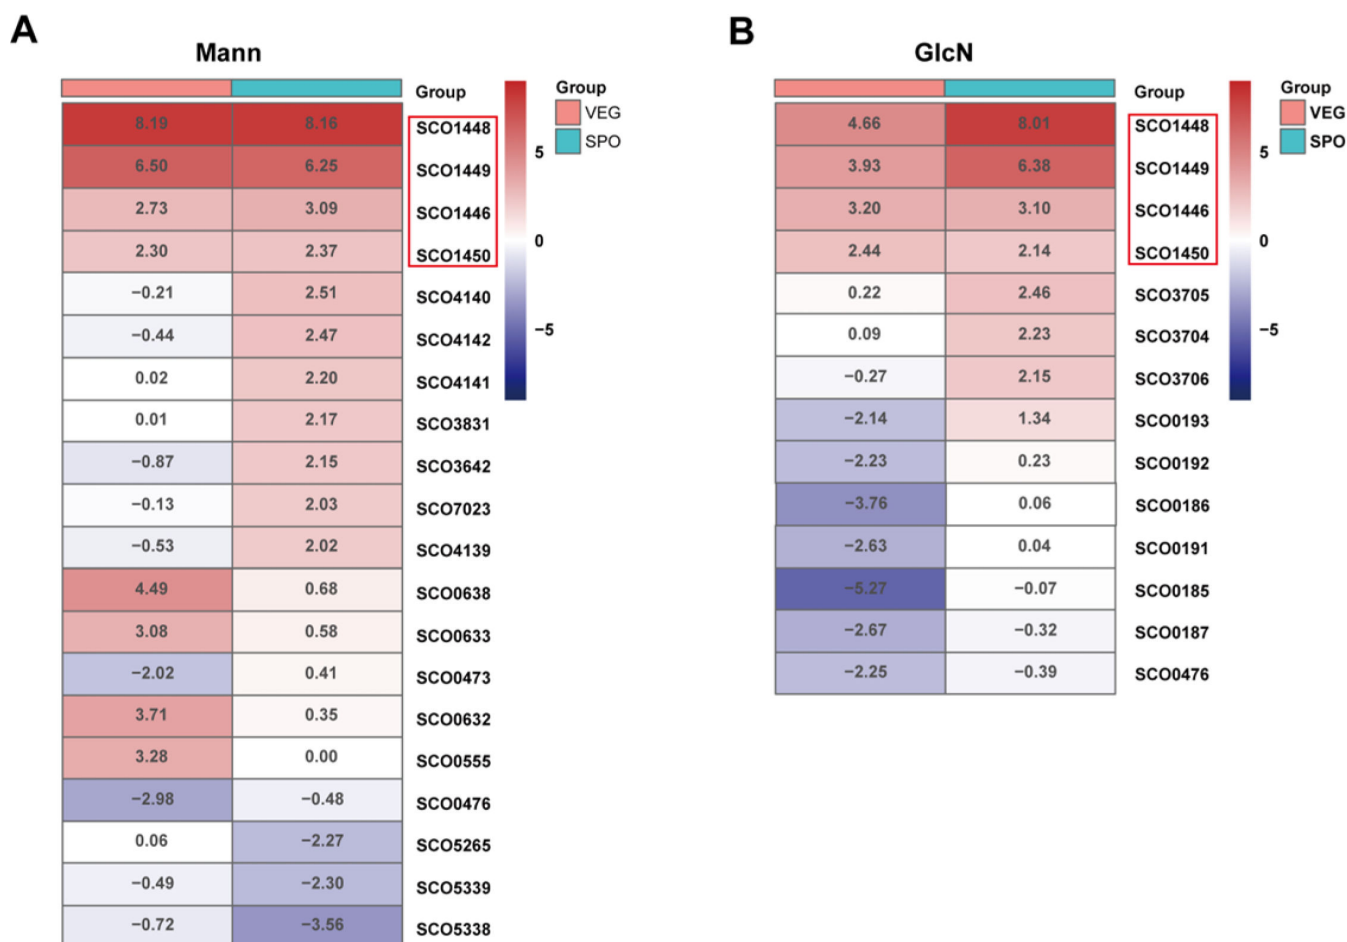 A
Mann
Group
8.19 8.16 SCO1448
6.50 6.25 SCO1449
2.73 3.09 SCO1446
2.30 2.37 SCO1450
−0.21 2.51 SCO4140
−0.44 2.47 SCO4142
0.02 2.20 SCO4141
0.01 2.17 SCO3831
−0.87 2.15 SCO3642
−0.13 2.03 SCO7023
−0.53 2.02 SCO4139
4.49 0.68 SCO0638
3.08 0.58 SCO0633
−2.02 0.41 SCO0473
3.71 0.35 SCO0632
3.28 0.00 SCO0555
−2.98 −0.48 SCO0476
0.06 −2.27 SCO5265
−0.49 −2.30 SCO5339
−0.72 −3.56 SCO5338
5
0
−5
Group
VEG
SPO
B
GlcN
Group
4.66 8.01 SCO1448
3.93 6.38 SCO1449
3.20 3.10 SCO1446
2.44 2.14 SCO1450
0.22 2.46 SCO3705
0.09 2.23 SCO3704
−0.27 2.15 SCO3706
−2.14 1.34 SCO0193
−2.23 0.23 SCO0192
−3.76 0.06 SCO0186
−2.63 0.04 SCO0191
−5.27 −0.07 SCO0185
−2.67 −0.32 SCO0187
−2.25 −0.39 SCO0476
5
0
−5
Group
VEG
SPO